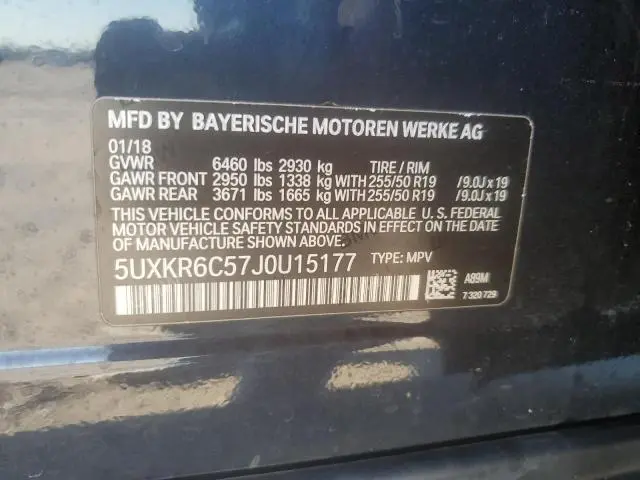 MFD BY BAYERISCHE MOTOREN WERKE AG
01/18
GVWR 6460 lbs 2930 kg TIRE / RIM
GAWR FRONT 2950 lbs 1338 kg WITH 255/50 R19 /9.0J x 19
GAWR REAR 3671 lbs 1665 kg WITH 255/50 R19 /9.0J x 19
THIS VEHICLE CONFORMS TO ALL APPLICABLE U. S. FEDERAL
MOTOR VEHICLE SAFETY STANDARDS IN EFFECT ON THE DATE
OF MANUFACTURE SHOWN ABOVE.
5UXKR6C57J0U15177 TYPE: MPV
A89M
7 320 729